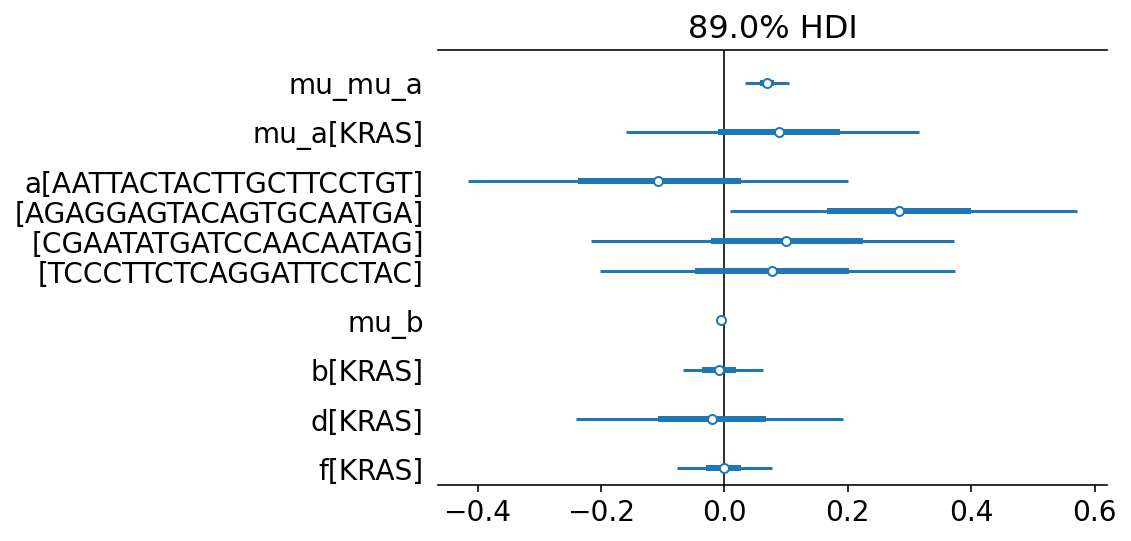 89.0% HDI
mu_mu_a
mu_a[KRAS]
a[AATTACTACTTGCTTCCTGT]
[AGAGGAGTACAGTGCAATGA]
[CGAATATGATCCAACAATAG]
[TCCCTTCTCAGGATTCCTAC]
mu_b
b[KRAS]
d[KRAS]
f[KRAS]
−0.4 −0.2 0.0 0.2 0.4 0.6